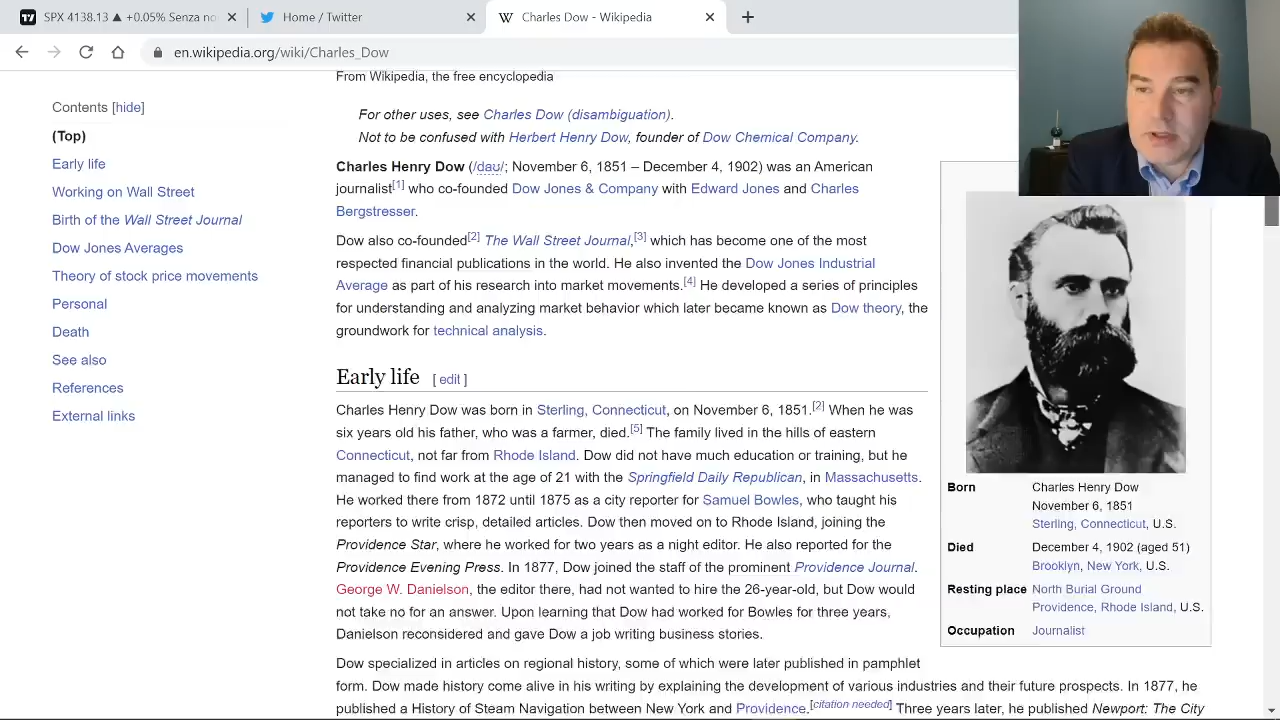 SPX 4138.13 ▲ +0.05% Senza no
Home / Twitter
Charles Dow - Wikipedia
en.wikipedia.org/wiki/Charles_Dow
From Wikipedia, the free encyclopedia
Contents [hide]
(Top)
Early life
Working on Wall Street
Birth of the Wall Street Journal
Dow Jones Averages
Theory of stock price movements
Personal
Death
See also
References
External links
For other uses, see Charles Dow (disambiguation).
Not to be confused with Herbert Henry Dow, founder of Dow Chemical Company.
Charles Henry Dow (/daʊ/; November 6, 1851 – December 4, 1902) was an American
journalist[1] who co-founded Dow Jones & Company with Edward Jones and Charles
Bergstresser.
Dow also co-founded[2] The Wall Street Journal,[3] which has become one of the most
respected financial publications in the world. He also invented the Dow Jones Industrial
Average as part of his research into market movements.[4] He developed a series of principles
for understanding and analyzing market behavior which later became known as Dow theory, the
groundwork for technical analysis.
Early life [ edit ]
Charles Henry Dow was born in Sterling, Connecticut, on November 6, 1851.[2] When he was
six years old his father, who was a farmer, died.[5] The family lived in the hills of eastern
Connecticut, not far from Rhode Island. Dow did not have much education or training, but he
managed to find work at the age of 21 with the Springfield Daily Republican, in Massachusetts.
He worked there from 1872 until 1875 as a city reporter for Samuel Bowles, who taught his
reporters to write crisp, detailed articles. Dow then moved on to Rhode Island, joining the
Providence Star, where he worked for two years as a night editor. He also reported for the
Providence Evening Press. In 1877, Dow joined the staff of the prominent Providence Journal.
George W. Danielson, the editor there, had not wanted to hire the 26-year-old, but Dow would
not take no for an answer. Upon learning that Dow had worked for Bowles for three years,
Danielson reconsidered and gave Dow a job writing business stories.
Dow specialized in articles on regional history, some of which were later published in pamphlet
form. Dow made history come alive in his writing by explaining the development of various industries and their future prospects. In 1877, he
published a History of Steam Navigation between New York and Providence.[citation needed] Three years later, he published Newport: The City
Born Charles Henry Dow
November 6, 1851
Sterling, Connecticut, U.S.
Died December 4, 1902 (aged 51)
Brooklyn, New York, U.S.
Resting place North Burial Ground
Providence, Rhode Island, U.S.
Occupation Journalist